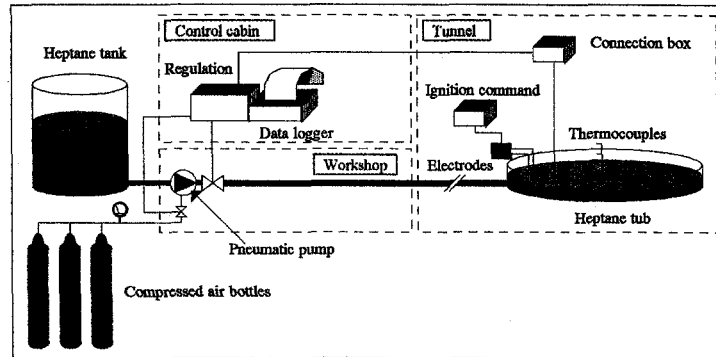 Control cabin
Tunnel
Heptane tank
Connection box
Regulation
Ignition command
Data logger
Thermocouples
Workshop
Electrodes
Heptane tub
Pneumatic pump
Compressed air bottles